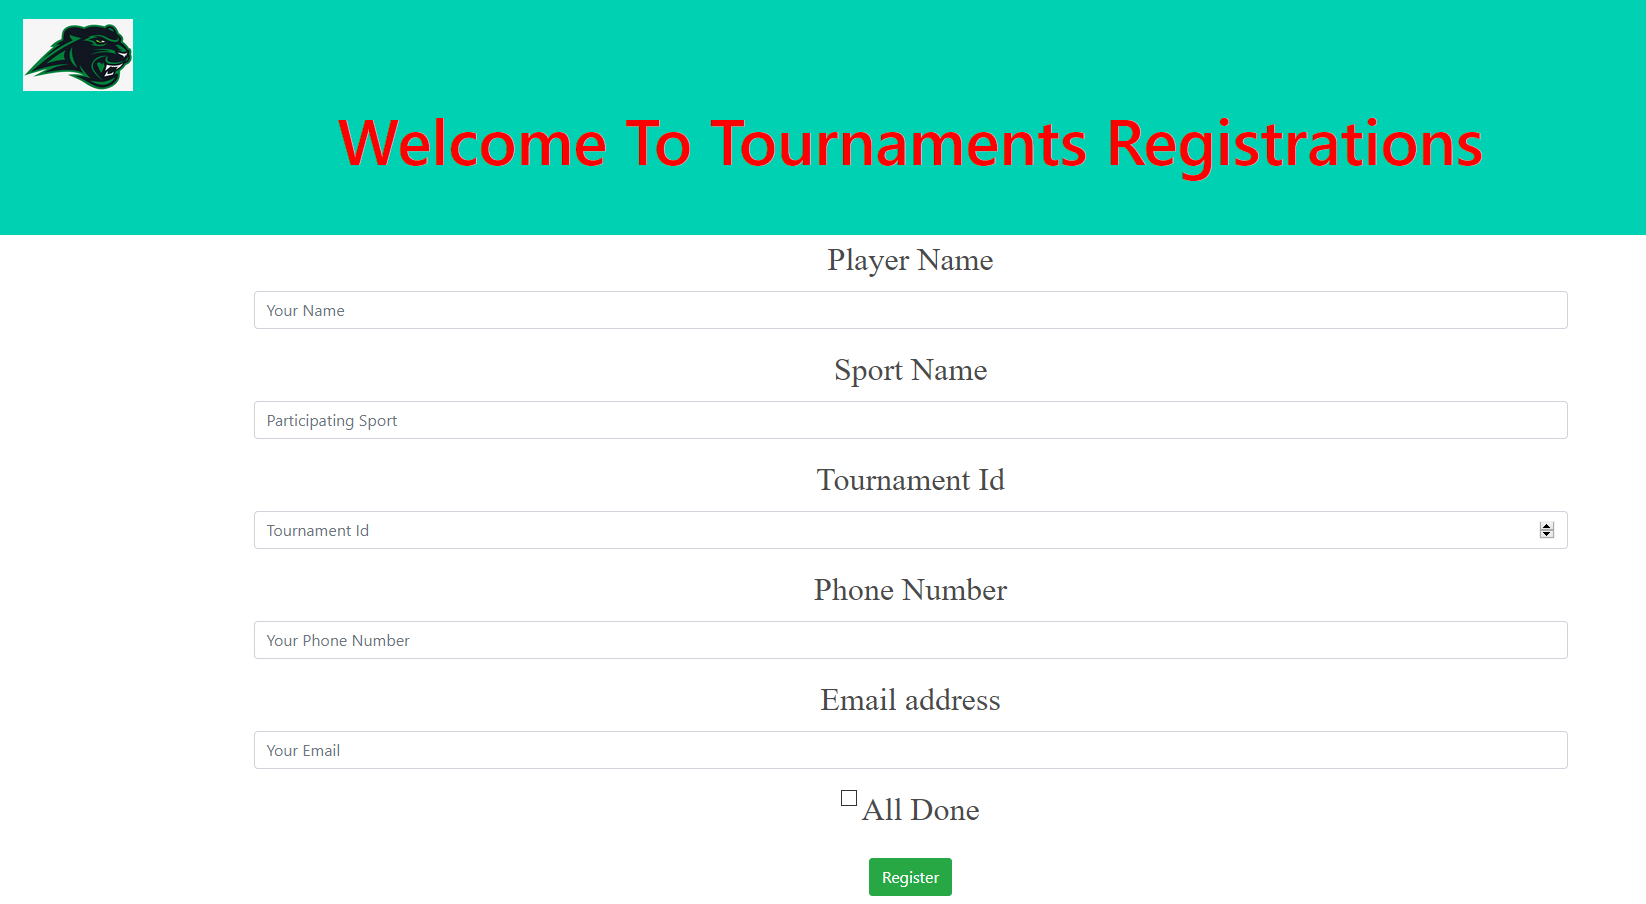 Welcome To Tournaments Registrations
Player Name
Your Name
Sport Name
Participating Sport
Tournament Id
Tournament Id
Phone Number
Your Phone Number
Email address
Your Email
All Done
Register